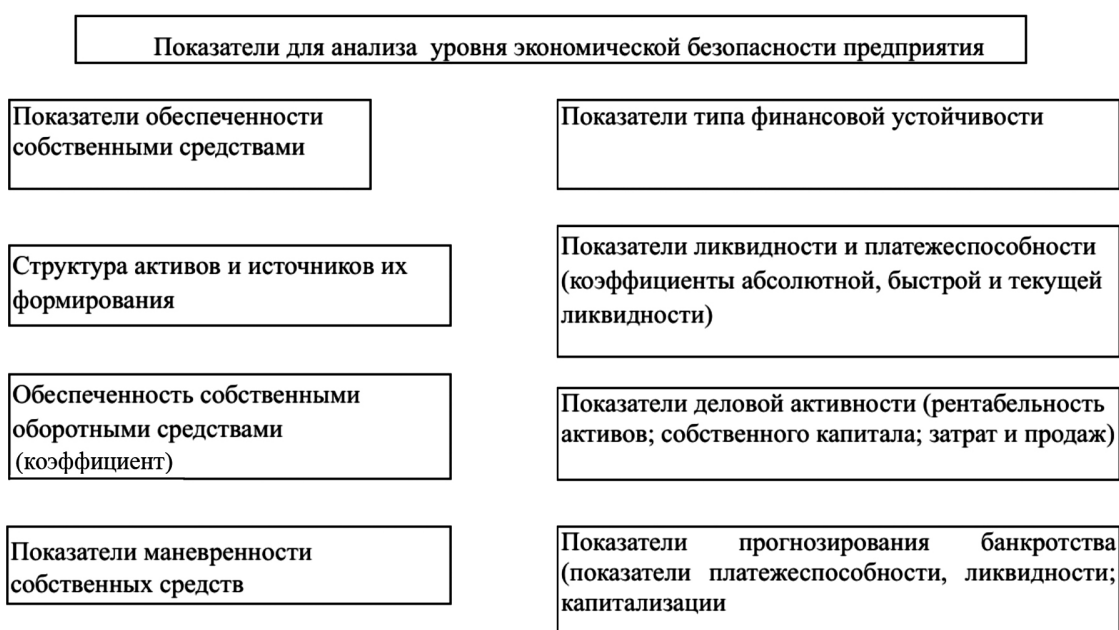 Показатели для анализа уровня экономической безопасности предприятия
Показатели обеспеченности
собственными средствами
Структура активов и источников их
формирования
Обеспеченность собственными
оборотными средствами
(коэффициент)
Показатели маневренности
собственных средств
Показатели типа финансовой устойчивости
Показатели ликвидности и платежеспособности
(коэффициенты абсолютной, быстрой и текущей
ликвидности)
Показатели деловой активности (рентабельность
активов; собственного капитала; затрат и продаж)
Показатели прогнозирования банкротства
(показатели платежеспособности, ликвидности;
капитализации